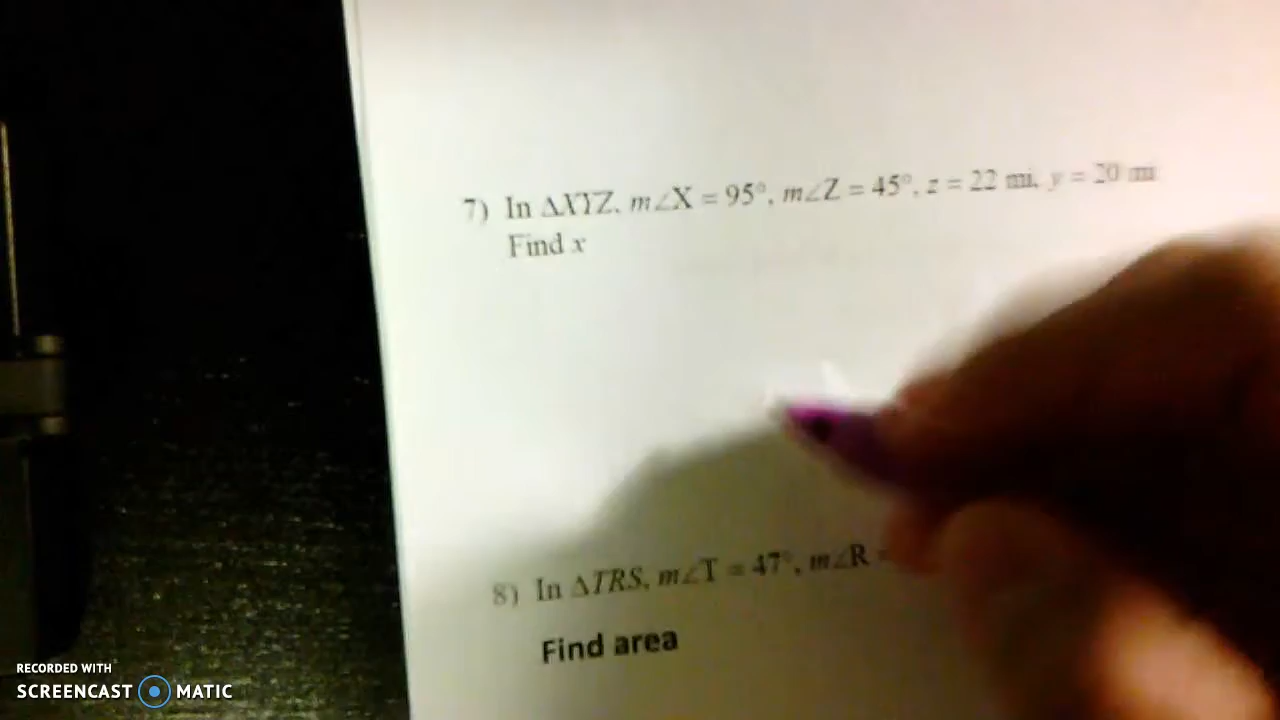 7) In ΔXYZ, m∠X = 95°, m∠Z = 45°, z = 22 mi, y = 20 mi
Find x
8) In ΔTRS, m∠T = 47°, m∠R =
Find area
RECORDED WITH
SCREENCAST MATIC